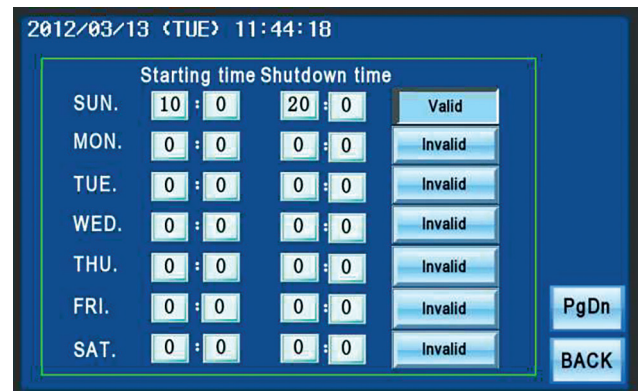 2012/03/13 (TUE) 11:44:18
Starting time Shutdown time
SUN. 10 : 0 20 : 0 Valid
MON. 0 : 0 0 : 0 Invalid
TUE. 0 : 0 0 : 0 Invalid
WED. 0 : 0 0 : 0 Invalid
THU. 0 : 0 0 : 0 Invalid
FRI. 0 : 0 0 : 0 Invalid
SAT. 0 : 0 0 : 0 Invalid
PgDn
BACK